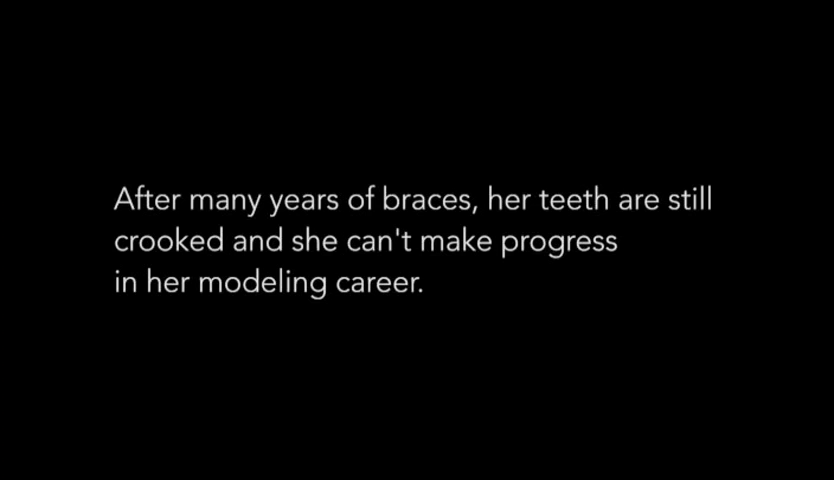 After many years of braces, her teeth are still
crooked and she can't make progress
in her modeling career.